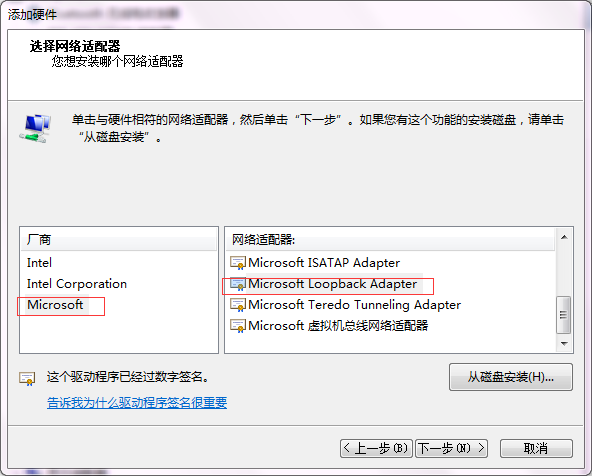 添加硬件
选择网络适配器
您想安装哪个网络适配器
单击与硬件相符的网络适配器，然后单击“下一步”。如果您有这个功能的安装磁盘，请单击
“从磁盘安装”。
厂商
Intel
Intel Corporation
Microsoft
网络适配器:
Microsoft ISATAP Adapter
Microsoft Loopback Adapter
Microsoft Teredo Tunneling Adapter
Microsoft 虚拟机总线网络适配器
这个驱动程序已经过数字签名。
告诉我为什么驱动程序签名很重要
从磁盘安装(H)...
< 上一步(B)
下一步(N) >
取消